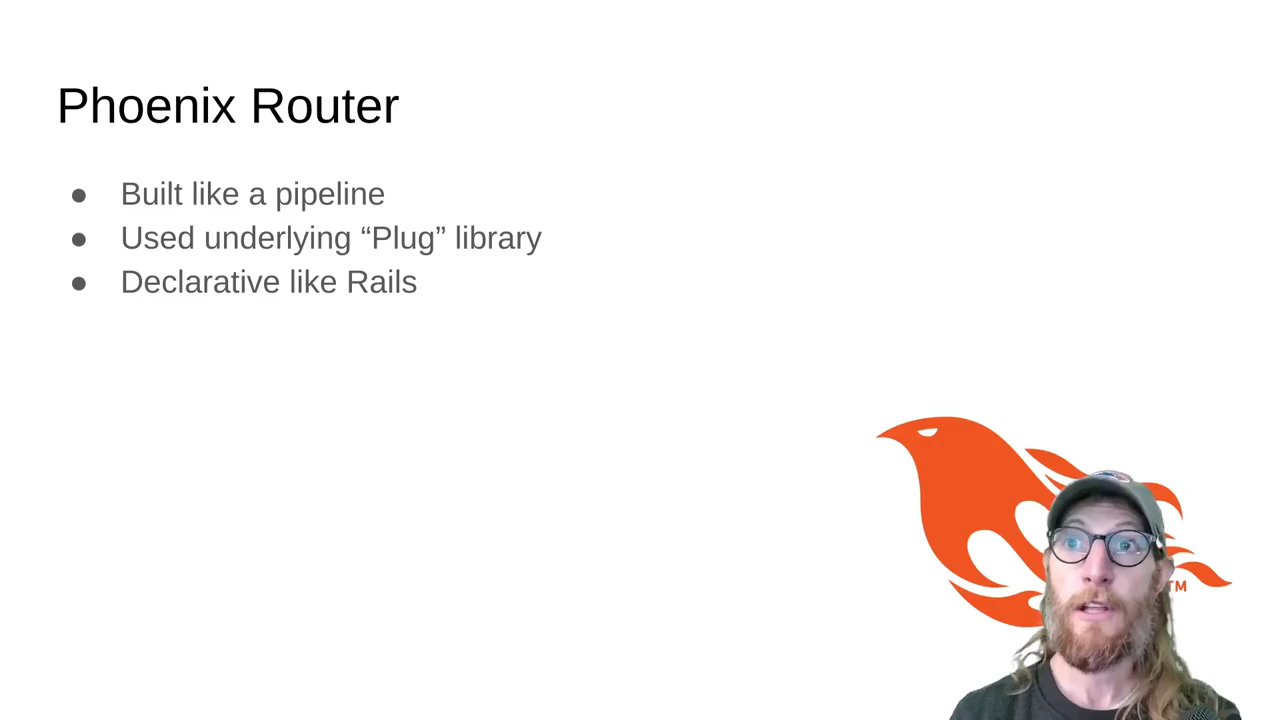 Phoenix Router
● Built like a pipeline
● Used underlying “Plug” library
● Declarative like Rails
TM